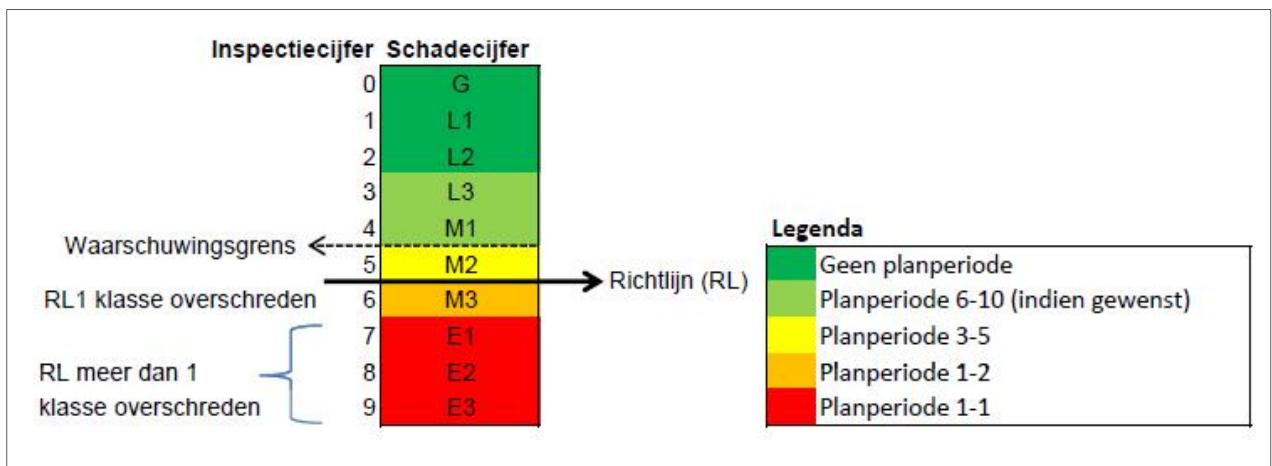 Inspectiecijfer Schadecijfer
0 G
1 L1
2 L2
3 L3
4 M1
Waarschuwingsgrens
5 M2
Richtlijn (RL)
RL1 klasse overschreden 6 M3
7 E1
RL meer dan 1
klasse overschreden
8 E2
9 E3
Legenda
Geen planperiode
Planperiode 6-10 (indien gewenst)
Planperiode 3-5
Planperiode 1-2
Planperiode 1-1